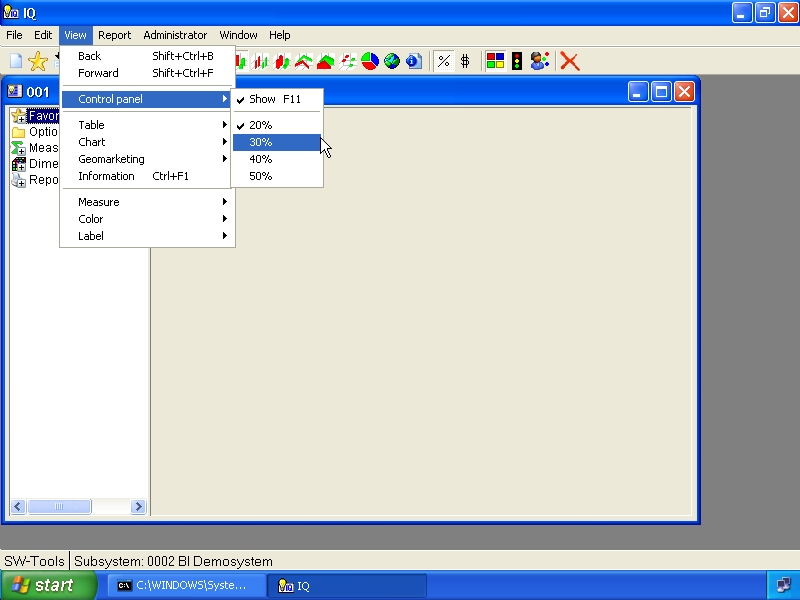 IQ
File Edit View Report Administrator Window Help
% $
001
Back Shift+Ctrl+B
Forward Shift+Ctrl+F
Control panel
Show F11
Table
20%
Chart
30%
Geomarketing
40%
Information Ctrl+F1
50%
Measure
Color
Label
Favor
Optio
Meas
Dime
Repo
SW-Tools Subsystem: 0002 BI Demosystem
start C:\WINDOWS\Syste... IQ